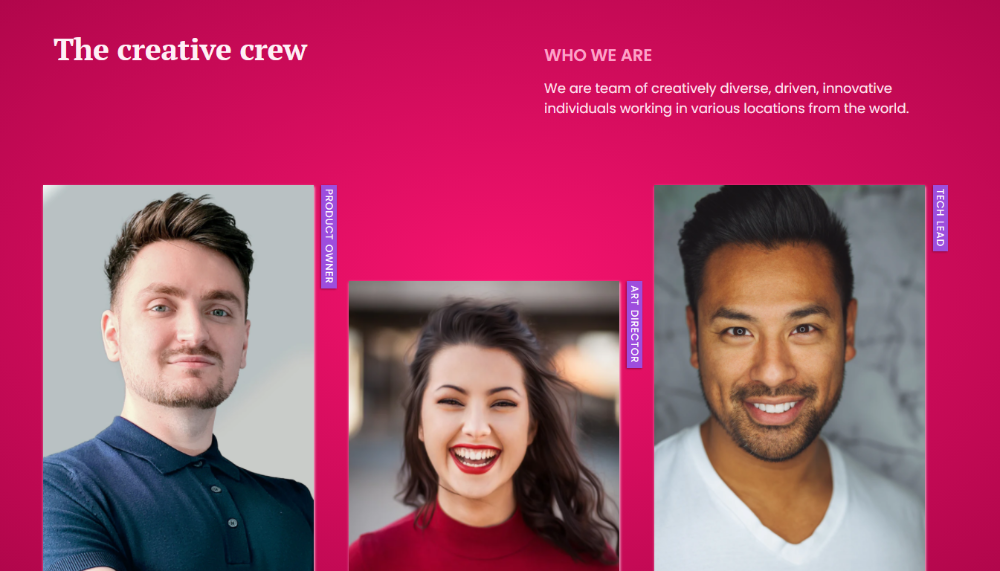 The creative crew
WHO WE ARE
We are team of creatively diverse, driven, innovative
individuals working in various locations from the world.
PRODUCT OWNER
ART DIRECTOR
TECH LEAD